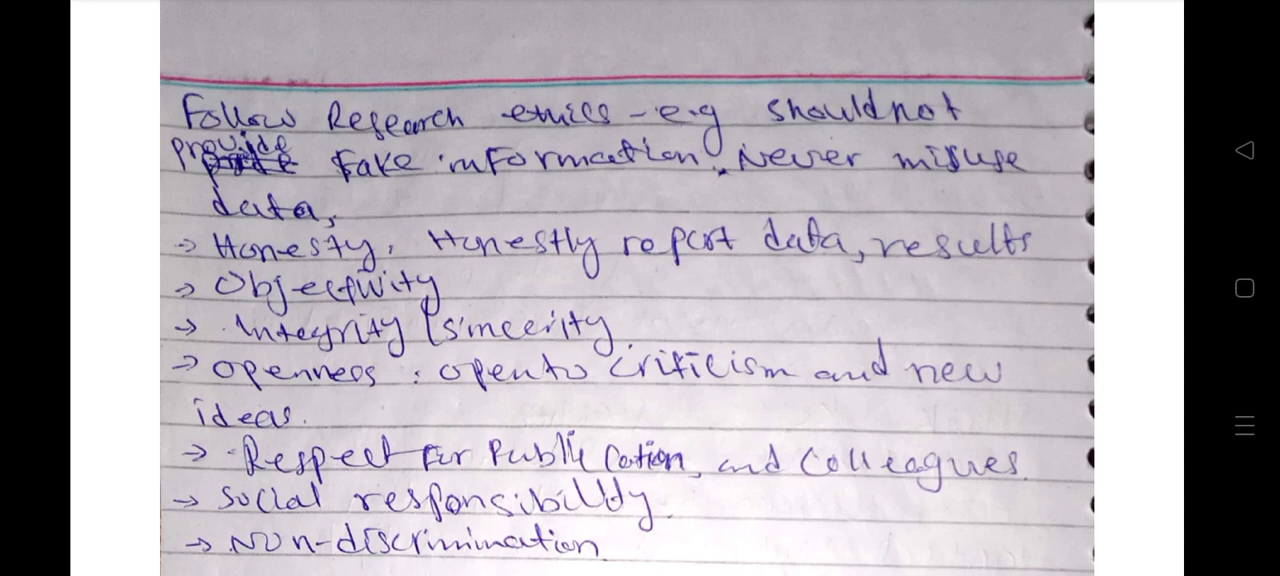 Follow Research ethics - e.g should not
provide fake information. Never misuse
data,
→ Honesty, Honestly report data, results
→ Objectivity
→ Integrity (sincerity
→ openness : open to criticism and new
ideas.
→ Respect for Publication, and Colleagues.
→ Social responsibility.
→ Non-discrimination